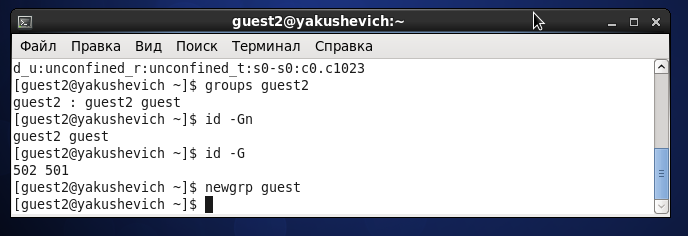 guest2@yakushevich:~
Файл Правка Вид Поиск Терминал Справка
d_u:unconfined_r:unconfined_t:s0-s0:c0.c1023
[guest2@yakushevich ~]$ groups guest2
guest2 : guest2 guest
[guest2@yakushevich ~]$ id -Gn
guest2 guest
[guest2@yakushevich ~]$ id -G
502 501
[guest2@yakushevich ~]$ newgrp guest
[guest2@yakushevich ~]$